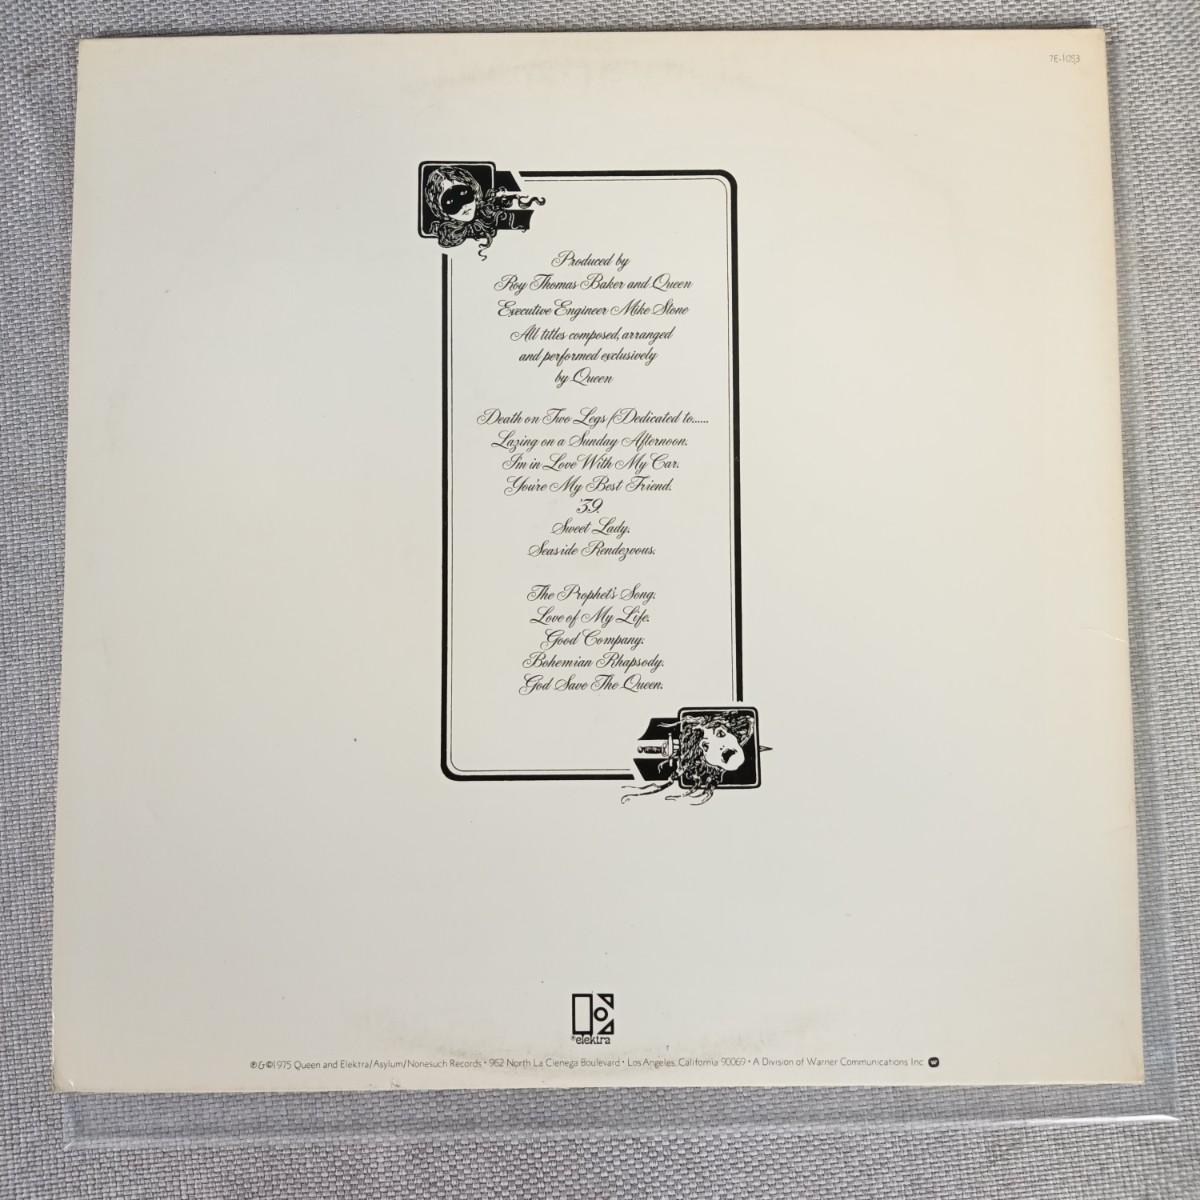 7E-1053
Produced by
Roy Thomas Baker and Queen
Executive Engineer Mike Stone
All titles composed, arranged
and performed exclusively
by Queen
Death on Two Legs (Dedicated to......
Lazing on a Sunday Afternoon.
I'm in Love With My Car.
You're My Best Friend.
'39.
Sweet Lady.
Seaside Rendezvous.
The Prophet's Song.
Love of My Life.
Good Company.
Bohemian Rhapsody.
God Save The Queen.
elektra
℗&©1975 Queen and Elektra/Asylum/Nonesuch Records • 962 North La Cienega Boulevard • Los Angeles, California 90069 • A Division of Warner Communications Inc